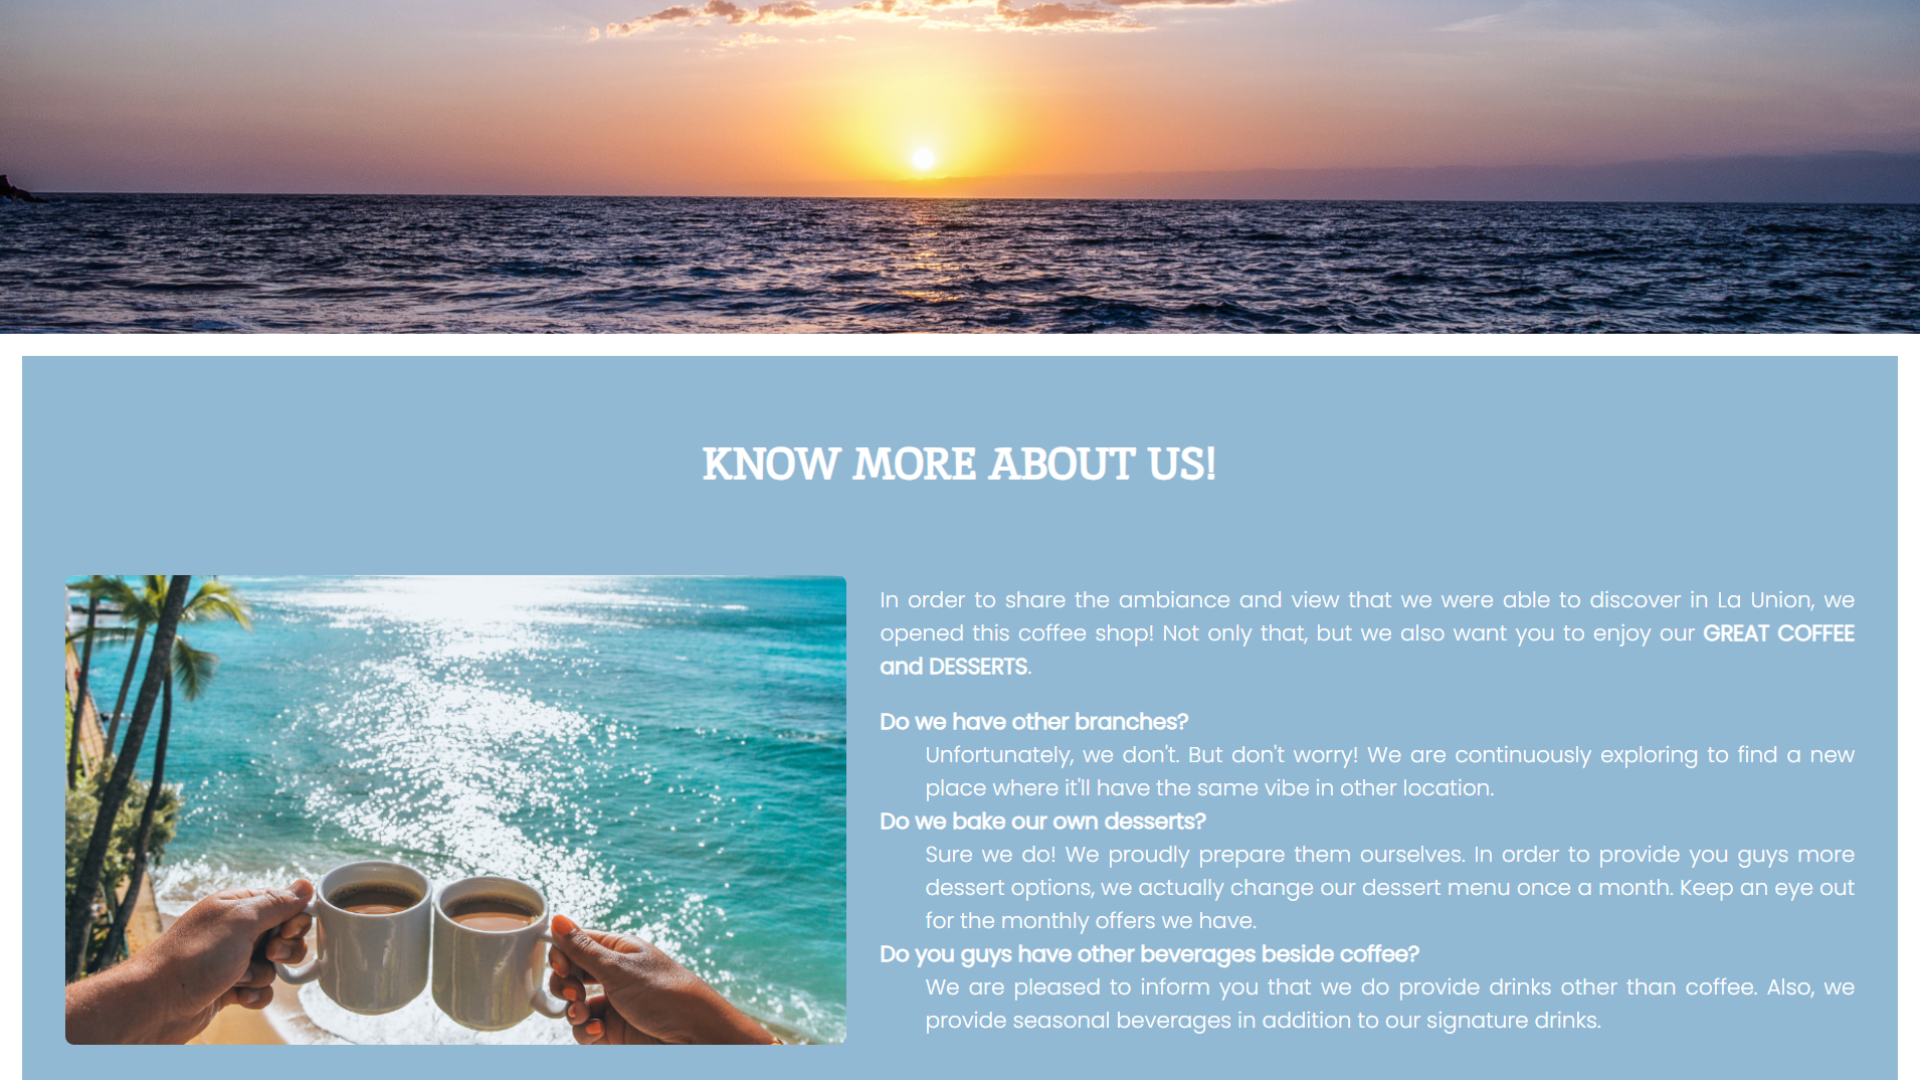 KNOW MORE ABOUT US!
In order to share the ambiance and view that we were able to discover in La Union, we
opened this coffee shop! Not only that, but we also want you to enjoy our GREAT COFFEE
and DESSERTS.
Do we have other branches?
Unfortunately, we don't. But don't worry! We are continuously exploring to find a new
place where it'll have the same vibe in other location.
Do we bake our own desserts?
Sure we do! We proudly prepare them ourselves. In order to provide you guys more
dessert options, we actually change our dessert menu once a month. Keep an eye out
for the monthly offers we have.
Do you guys have other beverages beside coffee?
We are pleased to inform you that we do provide drinks other than coffee. Also, we
provide seasonal beverages in addition to our signature drinks.